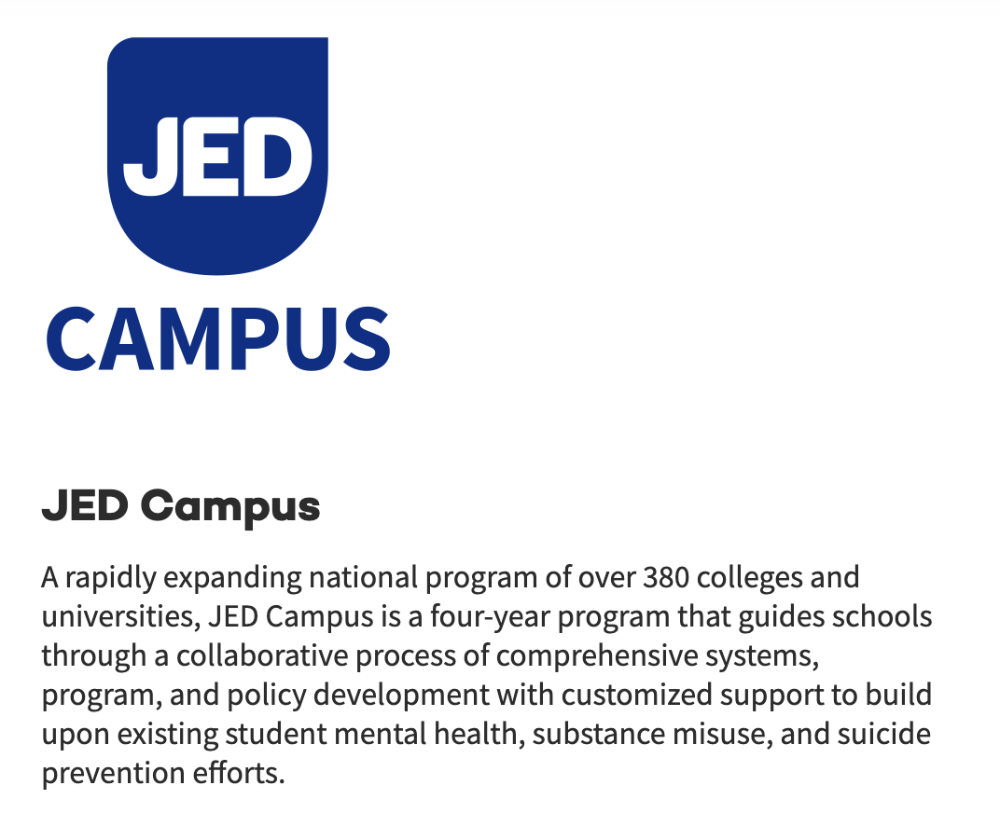 JED
CAMPUS
JED Campus
A rapidly expanding national program of over 380 colleges and
universities, JED Campus is a four-year program that guides schools
through a collaborative process of comprehensive systems,
program, and policy development with customized support to build
upon existing student mental health, substance misuse, and suicide
prevention efforts.